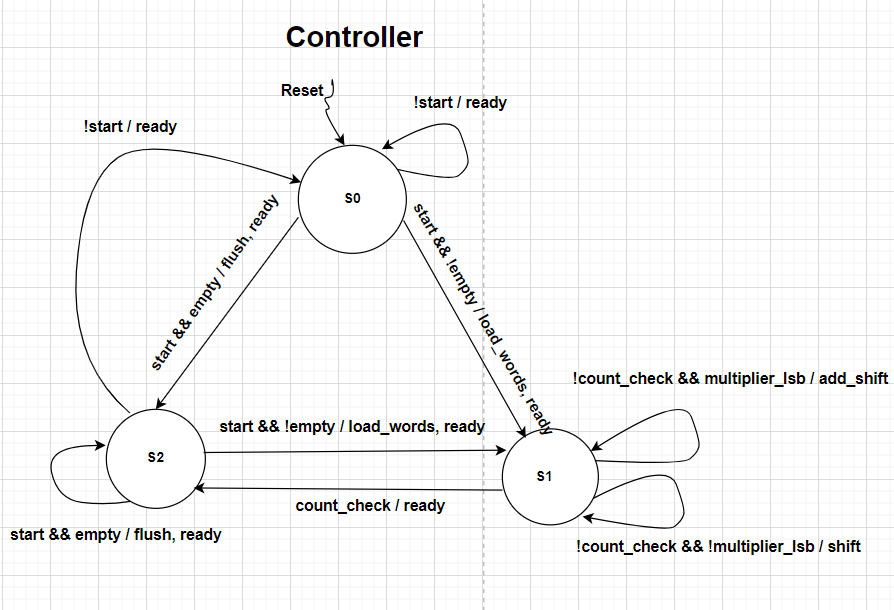 Controller
Reset
!start / ready
!start / ready
S0
start && empty / flush, ready
start && !empty / load_words, ready
!count_check && multiplier_lsb / add_shift
start && !empty / load_words, ready
S2
S1
count_check / ready
start && empty / flush, ready
!count_check && !multiplier_lsb / shift